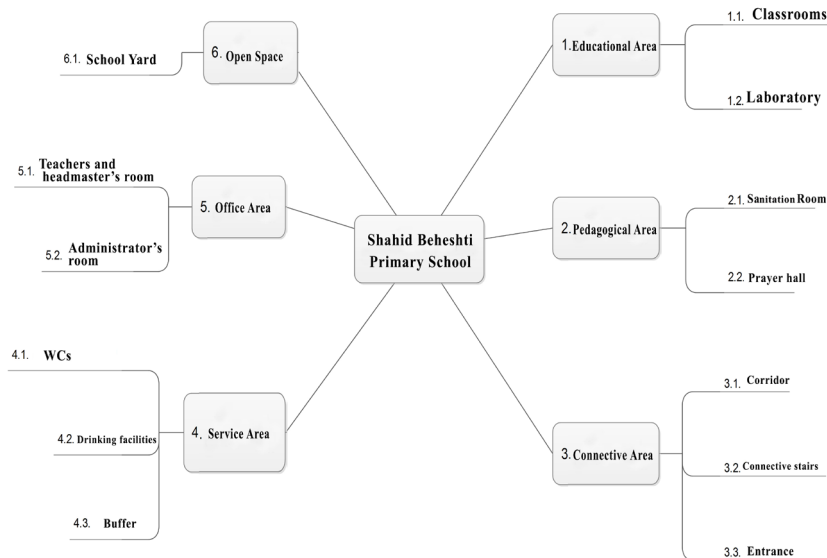 Shahid Beheshti
Primary School
1. Educational Area
1.1. Classrooms
1.2. Laboratory
2. Pedagogical Area
2.1. Sanitation Room
2.2. Prayer hall
3. Connective Area
3.1. Corridor
3.2. Connective stairs
3.3. Entrance
4. Service Area
4.1. WCs
4.2. Drinking facilities
4.3. Buffer
5. Office Area
5.1. Teachers and
headmaster's room
5.2. Administrator's
room
6. Open Space
6.1. School Yard